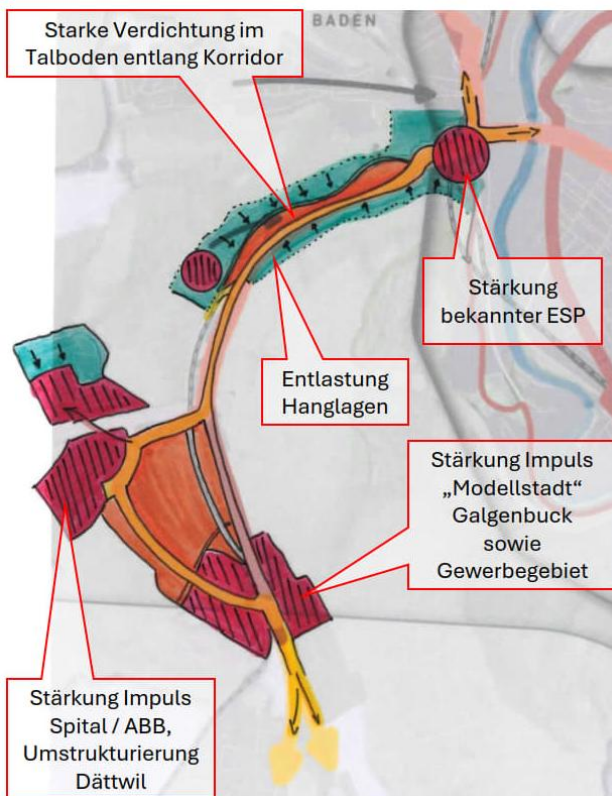 BADEN
Starke Verdichtung im
Talboden entlang Korridor
Stärkung
bekannter ESP
Entlastung
Hanglagen
Stärkung Impuls
„Modellstadt“
Galgenbuck
sowie
Gewerbegebiet
Stärkung Impuls
Spital / ABB,
Umstrukturierung
Dättwil